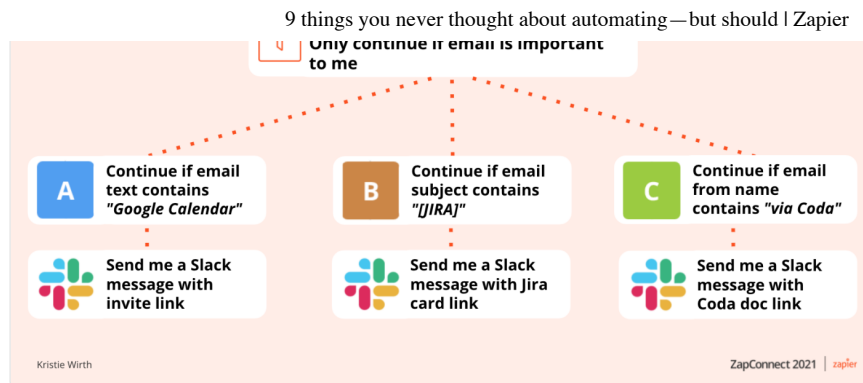 9 things you never thought about automating—but should | Zapier
Only continue if email is important
to me
A
Continue if email
text contains
"Google Calendar"
B
Continue if email
subject contains
"[JIRA]"
C
Continue if email
from name
contains "via Coda"
Send me a Slack
message with
invite link
Send me a Slack
message with Jira
card link
Send me a Slack
message with
Coda doc link
Kristie Wirth
ZapConnect 2021 | zapier